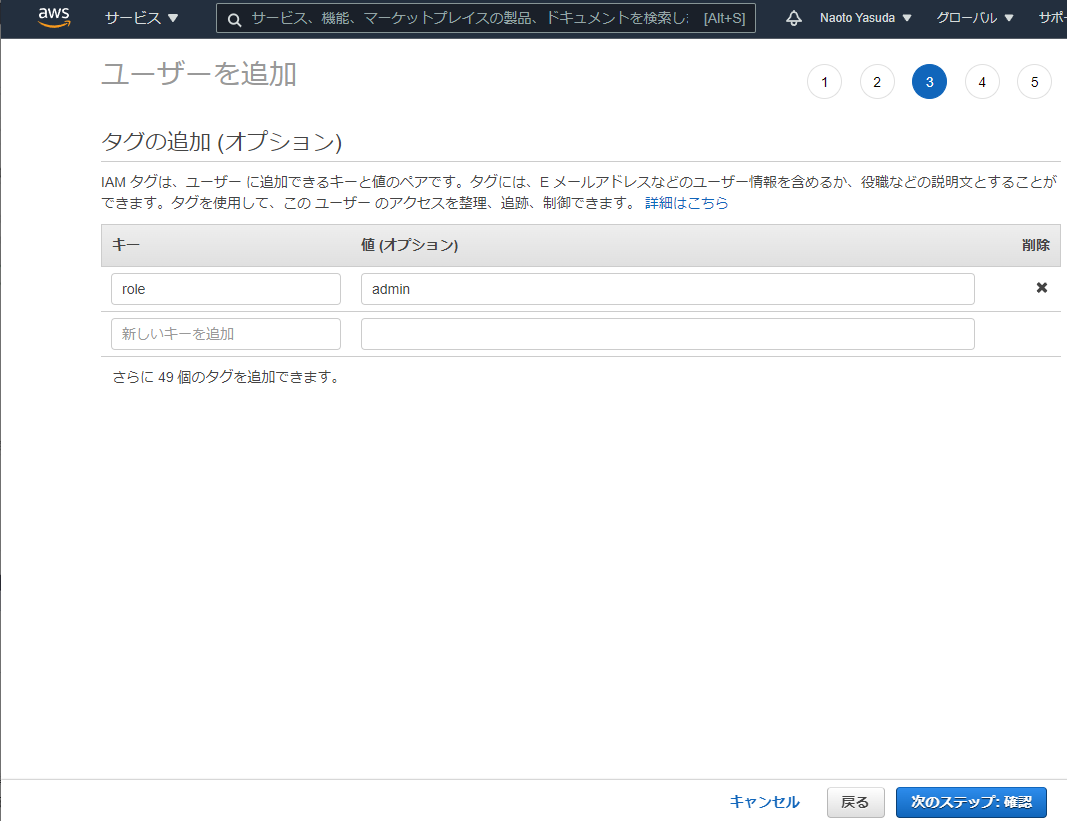 aws サービス ▼ サービス、機能、マーケットプレイスの製品、ドキュメントを検索し [Alt+S] Naoto Yasuda ▼ グローバル ▼ サポー
ユーザーを追加 1 2 3 4 5
タグの追加 (オプション)
IAM タグは、ユーザー に追加できるキーと値のペアです。タグには、E メールアドレスなどのユーザー情報を含めるか、役職などの説明文とすることが
できます。タグを使用して、この ユーザー のアクセスを整理、追跡、制御できます。 詳細はこちら
キー 値 (オプション) 削除
role admin ✖
新しいキーを追加
さらに 49 個のタグを追加できます。
キャンセル 戻る 次のステップ: 確認